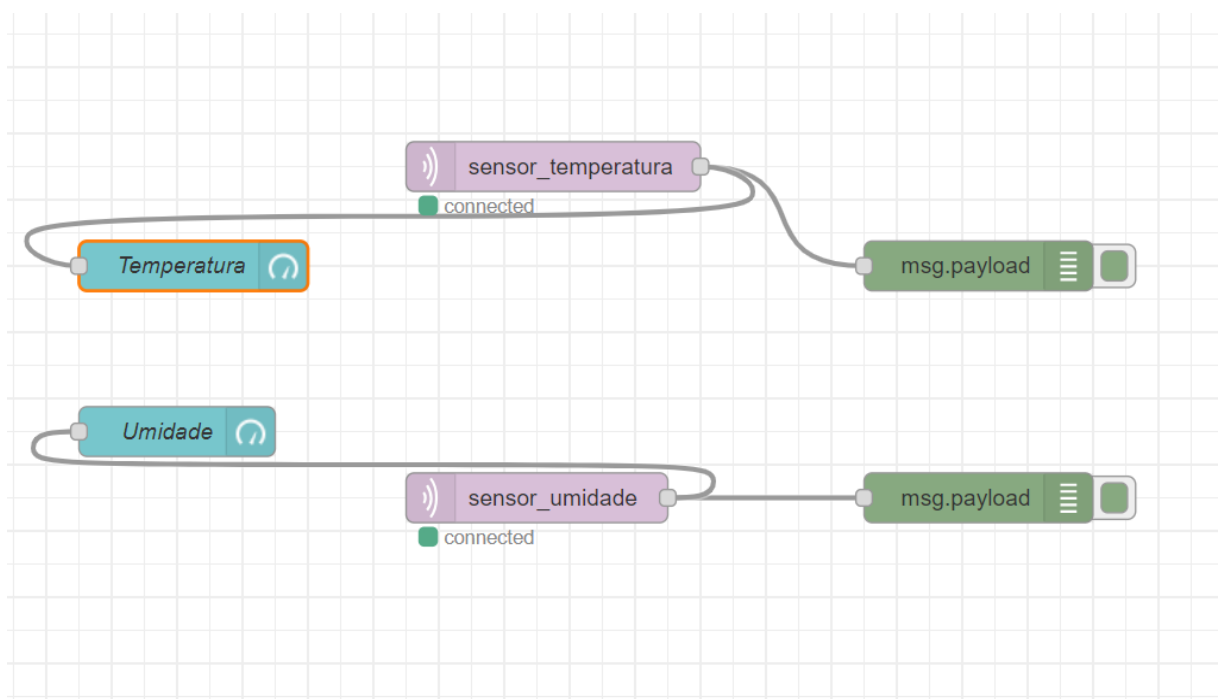 sensor_temperatura
connected
Temperatura
msg.payload
Umidade
sensor_umidade
msg.payload
connected